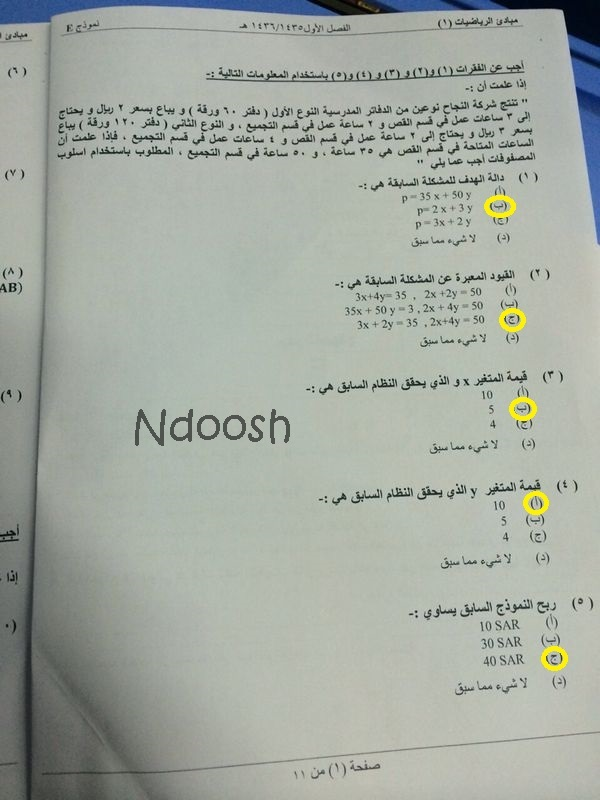 مبادئ الرياضيات (١)
الفصل الأول ١٤٣٦/١٤٣٥ هـ
نموذج E
أجب عن الفقرات (١) و(٢) و (٣) و (٤) و(٥) باستخدام المعلومات التالية :-
إذا علمت أن :-
" تنتج شركة النجاح نوعين من الدفاتر المدرسية النوع الأول ( دفتر ٦٠ ورقة ) و يباع بسعر ٢ ريال و يحتاج
إلى ٣ ساعات عمل في قسم القص و ٢ ساعة عمل في قسم التجميع ، و النوع الثاني ( دفتر ١٢٠ ورقة ) يباع
بسعر ٣ ريال و يحتاج إلى ٢ ساعة عمل في قسم القص و ٤ ساعات عمل في قسم التجميع ، فإذا علمت أن
الساعات المتاحة في قسم القص هي ٣٥ ساعة ، و ٥٠ ساعة في قسم التجميع ، المطلوب باستخدام اسلوب
المصفوفات أجب عما يلي "
(١) دالة الهدف للمشكلة السابقة هي :-
(أ) p = 35 x + 50 y
(ب) p= 2 x + 3 y
(ج) p = 3x + 2 y
(د) لا شيء مما سبق
(٢) القيود المعبرة عن المشكلة السابقة هي :-
(أ) 3x+4y= 35 , 2x +2y = 50
(ب) 35x + 50 y = 3 , 2x + 4y = 50
(ج) 3x + 2y = 35 , 2x+4y = 50
(د) لا شيء مما سبق
(٣) قيمة المتغير x و الذي يحقق النظام السابق هي :-
(أ) 10
(ب) 5
(ج) 4
(د) لا شيء مما سبق
(٤) قيمة المتغير y الذي يحقق النظام السابق هي :-
(أ) 10
(ب) 5
(ج) 4
(د) لا شيء مما سبق
(٥) ربح النموذج السابق يساوي :-
(أ) 10 SAR
(ب) 30 SAR
(ج) 40 SAR
(د) لا شيء مما سبق
صفحة (١) من ١١
Ndoosh
(٦)
(٧)
(٨)
AB)
(٩)